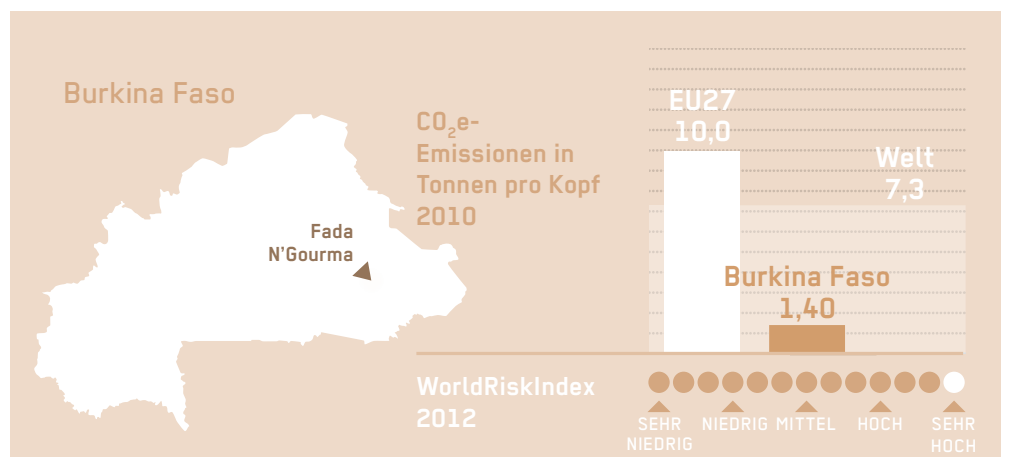 Burkina Faso
Fada
N'Gourma
CO₂e-
Emissionen in
Tonnen pro Kopf
2010
EU27
10,0
Welt
7,3
Burkina Faso
1,40
WorldRiskIndex
2012
SEHR
NIEDRIG
NIEDRIG
MITTEL
HOCH
SEHR
HOCH